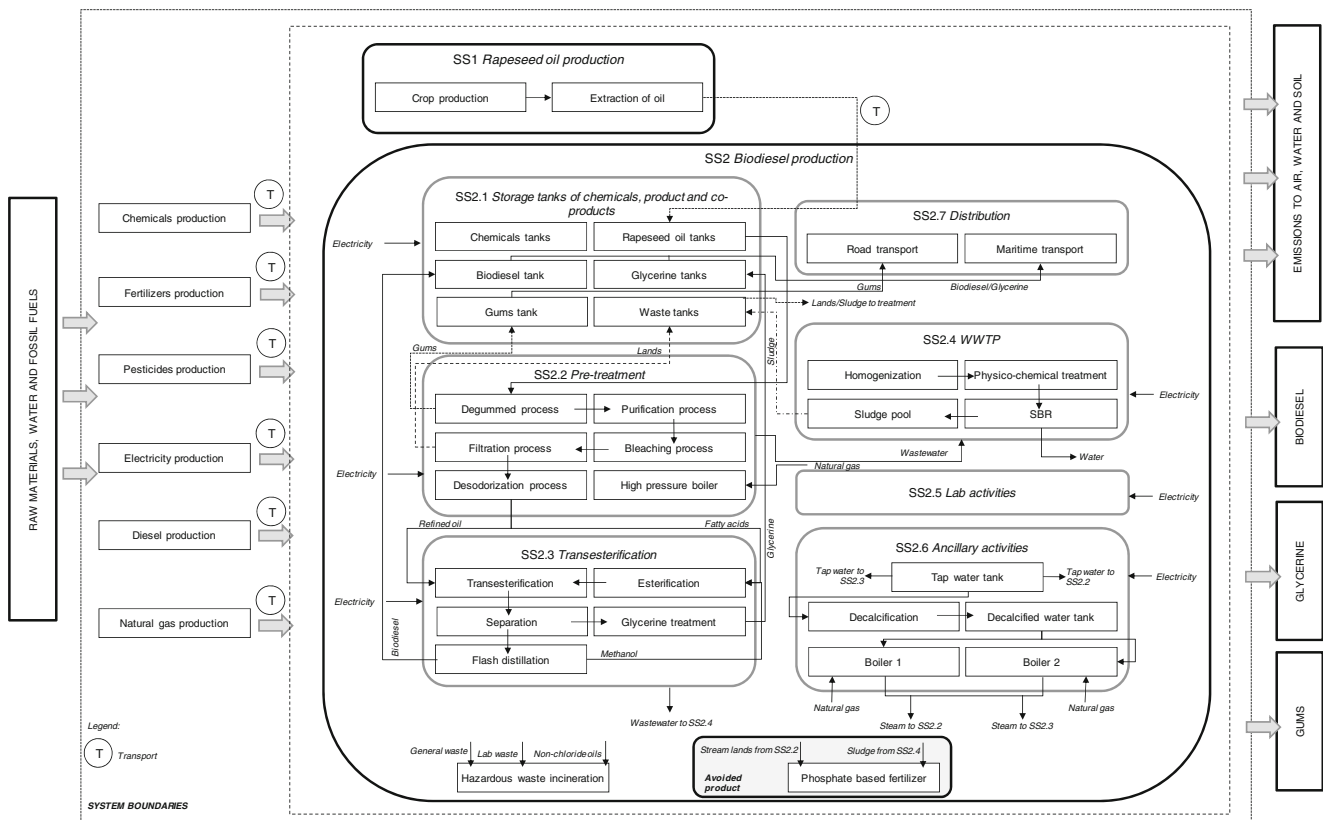 RAW MATERIALS, WATER AND FOSSIL FUELS
T
Chemicals production
T
Fertilizers production
T
Pesticides production
T
Electricity production
T
Diesel production
T
Natural gas production
Legend:
T Transport
SYSTEM BOUNDARIES
SS1 Rapeseed oil production
Crop production
Extraction of oil
T
SS2 Biodiesel production
SS2.1 Storage tanks of chemicals, product and co-
products
Electricity
Chemicals tanks
Rapeseed oil tanks
Biodiesel tank
Glycerine tanks
Gums tank
Waste tanks
Gums
Lands
Sludge
Lands/Sludge to treatment
SS2.7 Distribution
Road transport
Maritime transport
Gums
Biodiesel/Glycerine
SS2.2 Pre-treatment
Degummed process
Purification process
Filtration process
Bleaching process
Electricity
Desodorization process
High pressure boiler
Natural gas
Wastewater
Refined oil
Fatty acids
Glycerine
SS2.4 WWTP
Homogenization
Physico-chemical treatment
Sludge pool
SBR
Electricity
Water
SS2.5 Lab activities
Electricity
SS2.3 Transesterification
Transesterification
Esterification
Electricity
Separation
Glycerine treatment
Flash distillation
Biodiesel
Methanol
Wastewater to SS2.4
SS2.6 Ancillary activities
Tap water to
SS2.3
Tap water tank
Tap water to
SS2.2
Electricity
Decalcification
Decalcified water tank
Boiler 1
Boiler 2
Natural gas
Natural gas
Steam to SS2.2
Steam to SS2.3
General waste
Lab waste
Non-chloride oils
Hazardous waste incineration
Stream lands from SS2.2
Sludge from SS2.4
Avoided
product
Phosphate based fertilizer
EMISSIONS TO AIR, WATER AND SOIL
BIODIESEL
GLYCERINE
GUMS